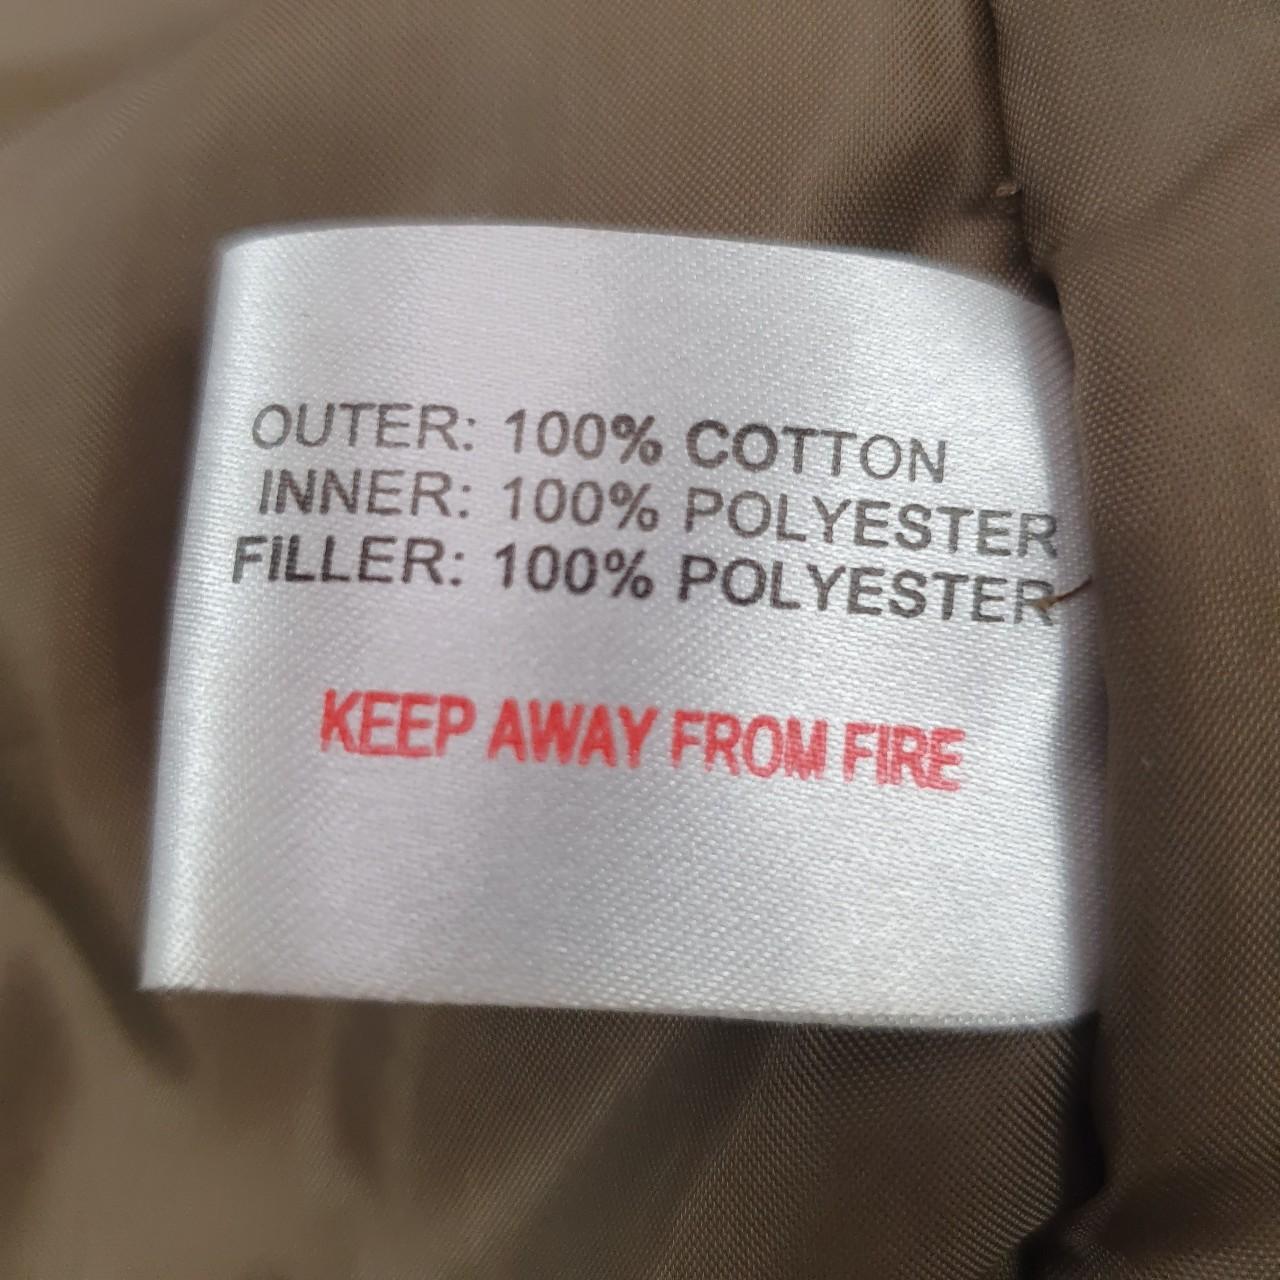 OUTER: 100% COTTON
INNER: 100% POLYESTER
FILLER: 100% POLYESTER
KEEP AWAY FROM FIRE